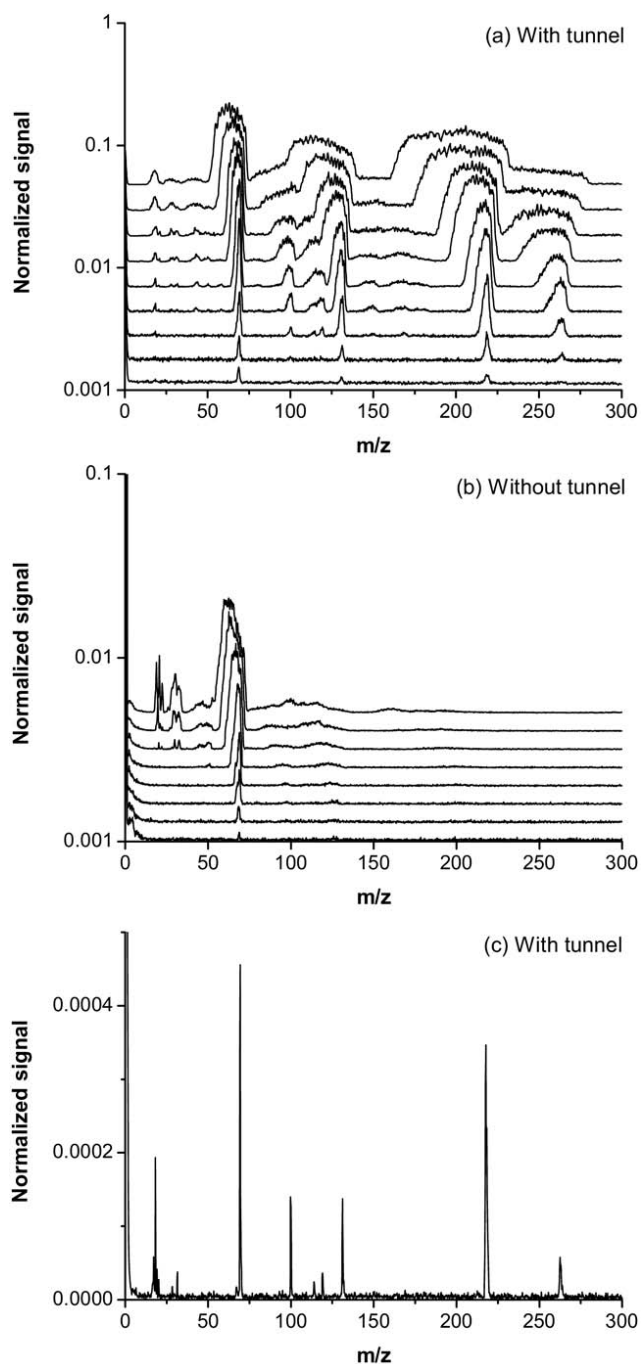 (a) With tunnel
Normalized signal
1
0.1
0.01
0.001
0 50 100 150 200 250 300
m/z
(b) Without tunnel
Normalized signal
0.1
0.01
0.001
0 50 100 150 200 250 300
m/z
(c) With tunnel
Normalized signal
0.0004
0.0002
0.0000
0 50 100 150 200 250 300
m/z